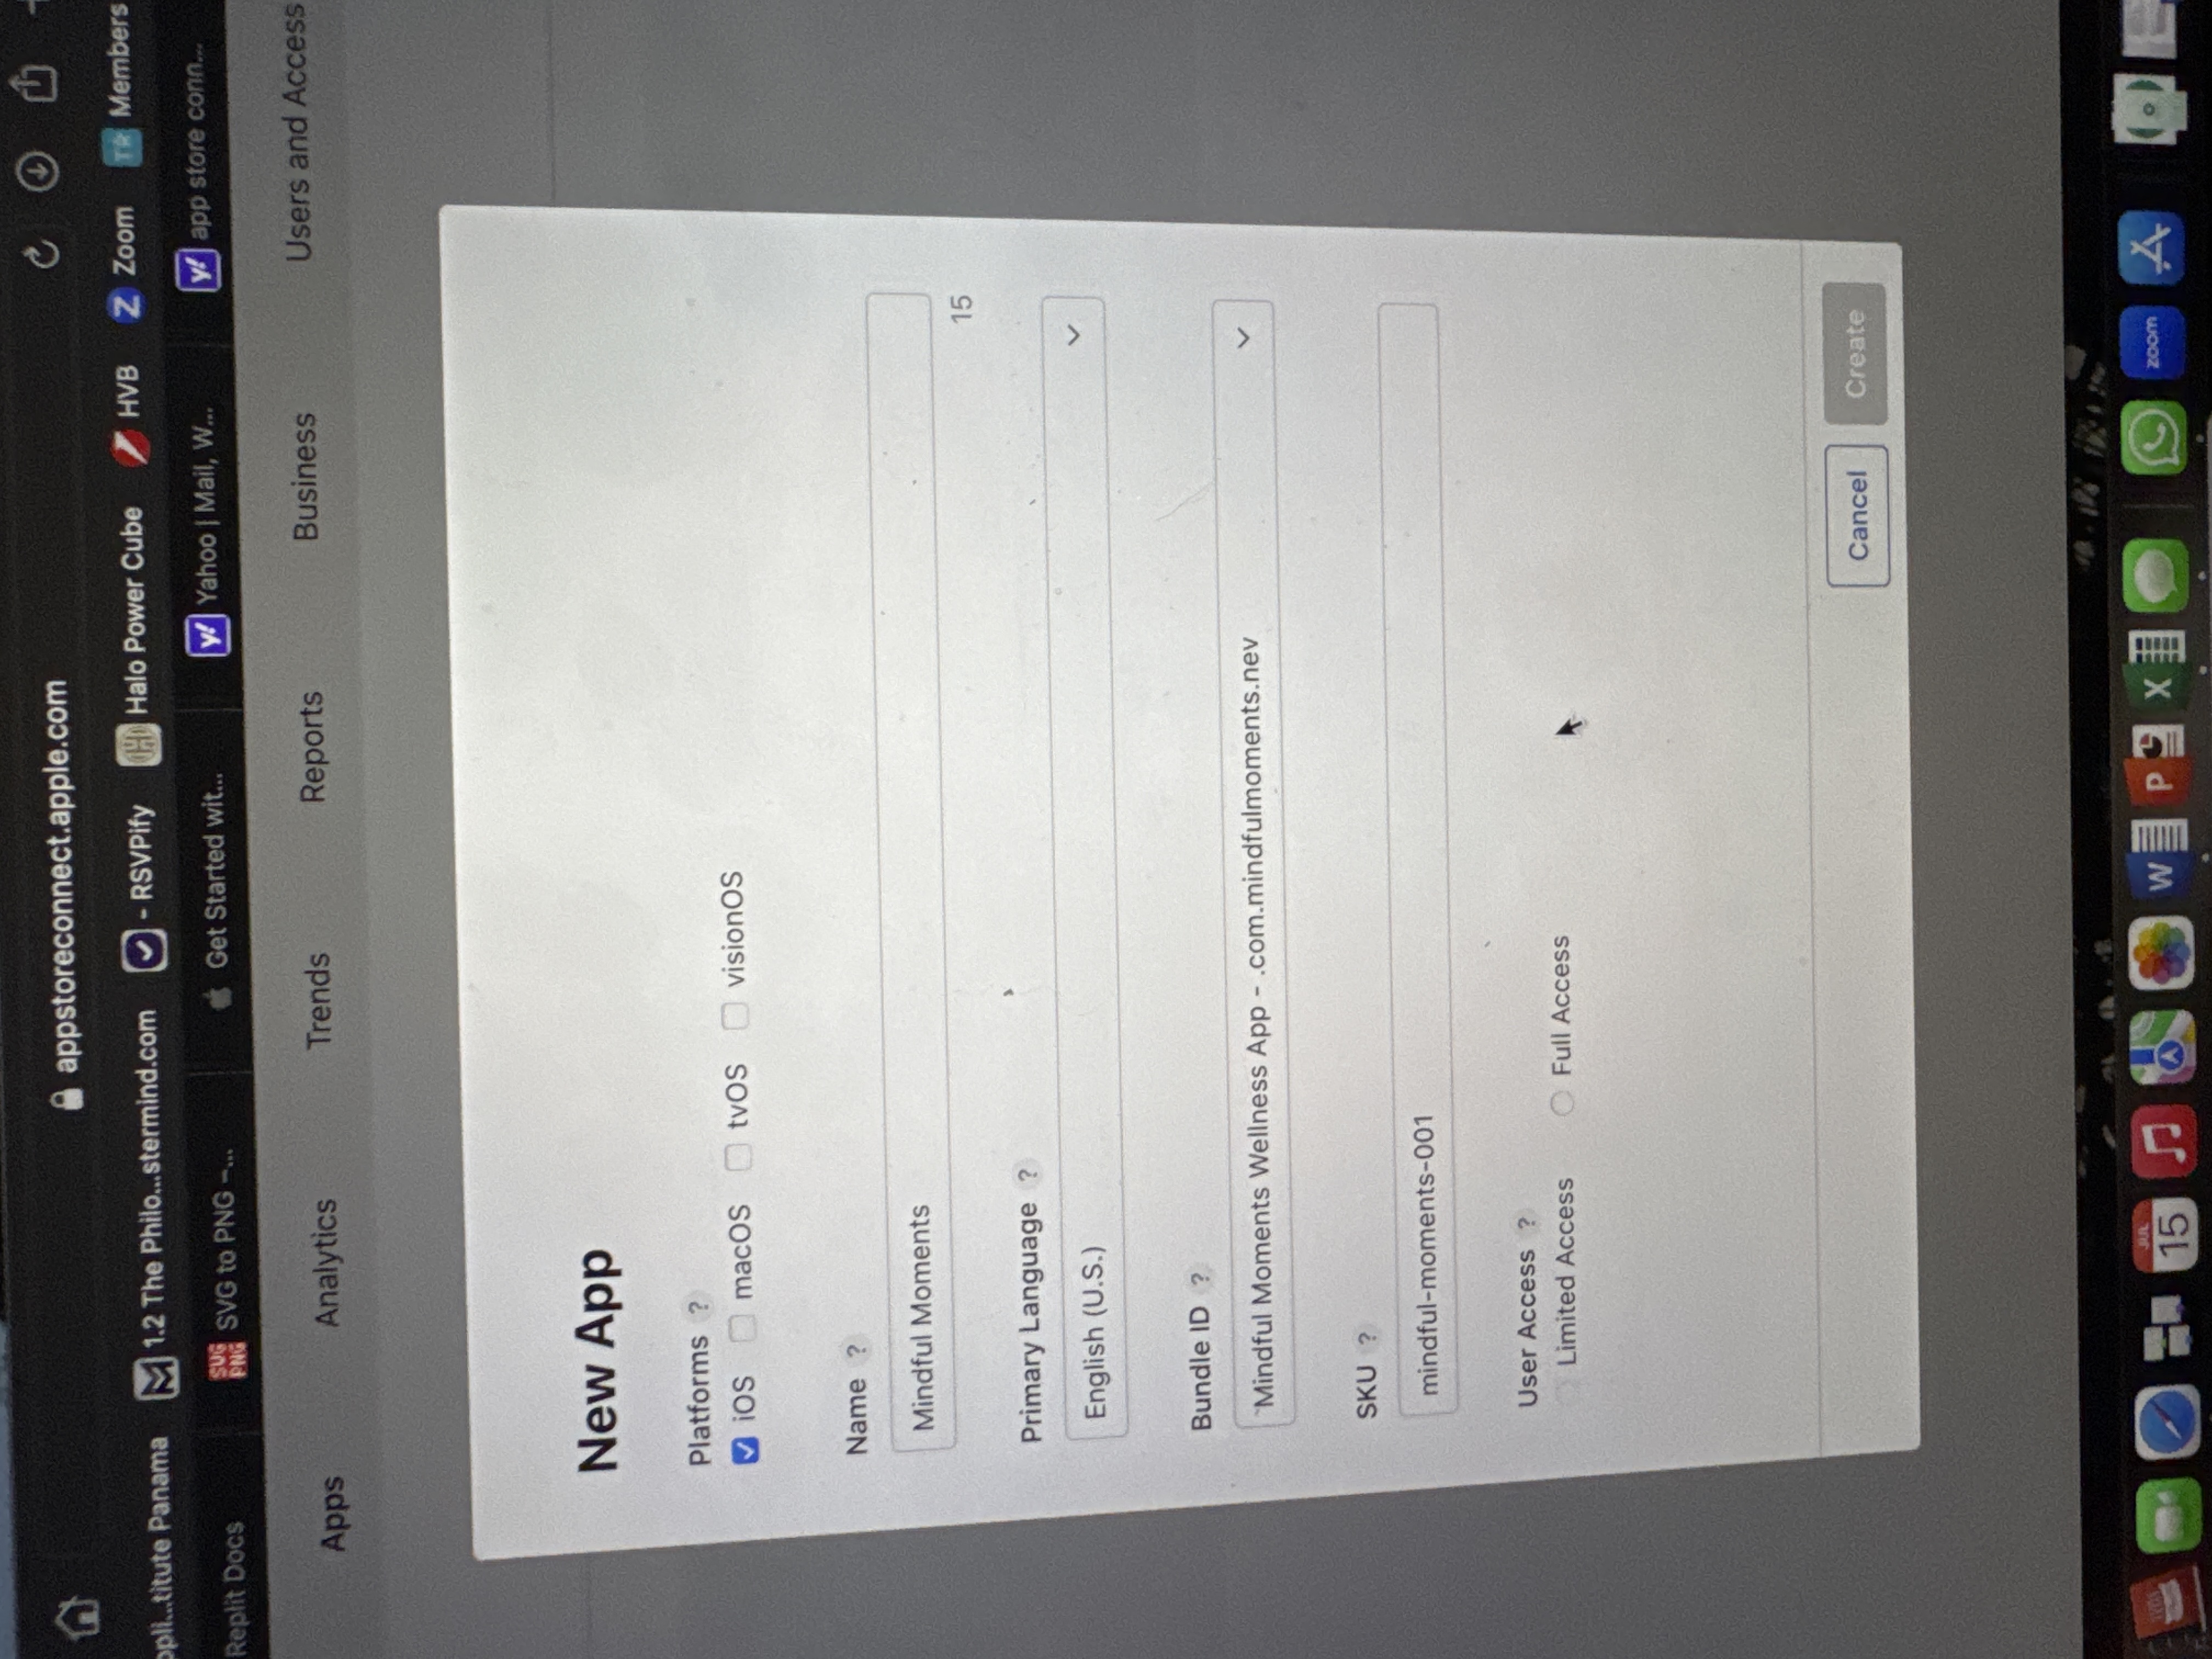 appstoreconnect.apple.com
opli...titute Panama 1.2 The Philo...stermind.com - RSVPify Halo Power Cube HVB Z Zoom TR Members
Replit Docs SVG PNG SVG to PNG –... Get Started wit... y! Yahoo | Mail, W... y! app store conn...
Apps Analytics Trends Reports Business Users and Access
New App
Platforms ?
iOS macOS tvOS visionOS
Name ?
Mindful Moments
15
Primary Language ?
English (U.S.)
Bundle ID ?
Mindful Moments Wellness App - .com.mindfulmoments.nev
SKU ?
mindful-moments-001
User Access ?
Limited Access Full Access
Cancel Create
JUL
15 W P X zoom